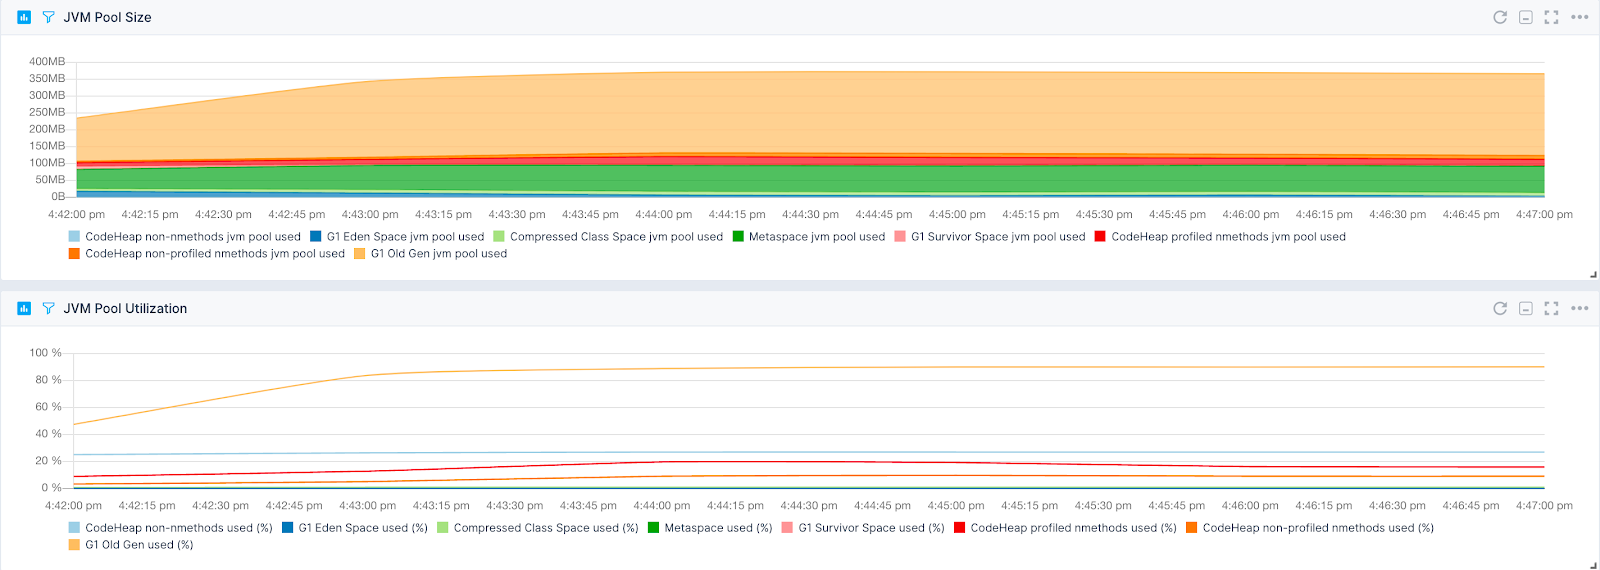 JVM Pool Size
400MB
350MB
300MB
250MB
200MB
150MB
100MB
50MB
0B
4:42:00 pm 4:42:15 pm 4:42:30 pm 4:42:45 pm 4:43:00 pm 4:43:15 pm 4:43:30 pm 4:43:45 pm 4:44:00 pm 4:44:15 pm 4:44:30 pm 4:44:45 pm 4:45:00 pm 4:45:15 pm 4:45:30 pm 4:45:45 pm 4:46:00 pm 4:46:15 pm 4:46:30 pm 4:46:45 pm 4:47:00 pm
CodeHeap non-nmethods jvm pool used G1 Eden Space jvm pool used Compressed Class Space jvm pool used Metaspace jvm pool used G1 Survivor Space jvm pool used CodeHeap profiled nmethods jvm pool used
CodeHeap non-profiled nmethods jvm pool used G1 Old Gen jvm pool used
JVM Pool Utilization
100 %
80 %
60 %
40 %
20 %
0 %
4:42:00 pm 4:42:15 pm 4:42:30 pm 4:42:45 pm 4:43:00 pm 4:43:15 pm 4:43:30 pm 4:43:45 pm 4:44:00 pm 4:44:15 pm 4:44:30 pm 4:44:45 pm 4:45:00 pm 4:45:15 pm 4:45:30 pm 4:45:45 pm 4:46:00 pm 4:46:15 pm 4:46:30 pm 4:46:45 pm 4:47:00 pm
CodeHeap non-nmethods used (%) G1 Eden Space used (%) Compressed Class Space used (%) Metaspace used (%) G1 Survivor Space used (%) CodeHeap profiled nmethods used (%) CodeHeap non-profiled nmethods used (%)
G1 Old Gen used (%)